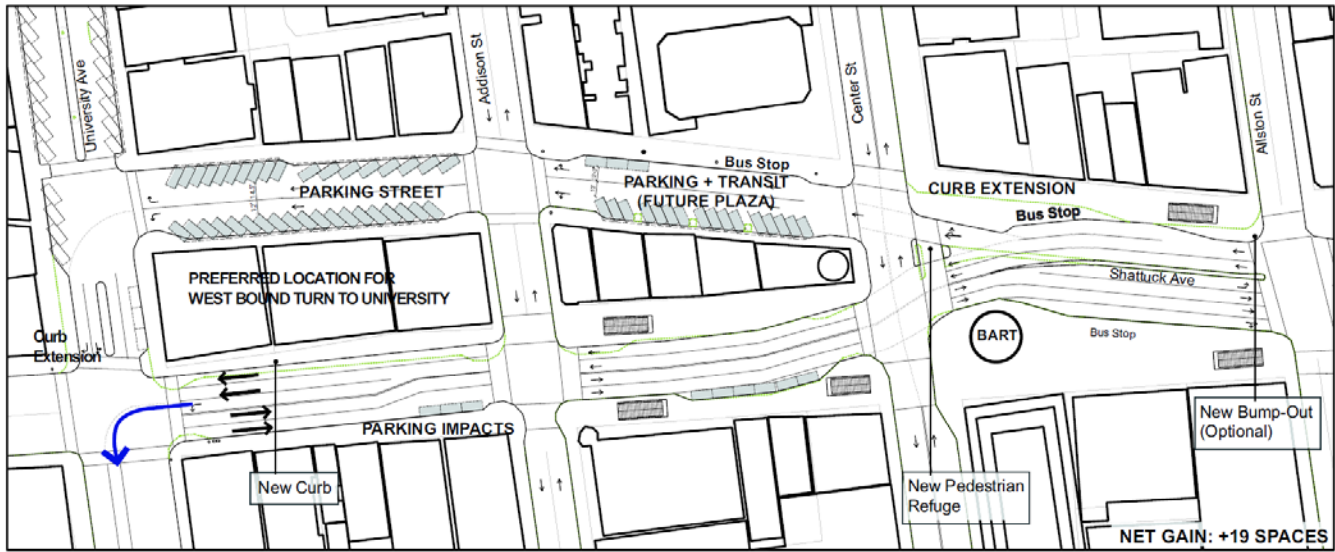 University Ave
Addison St
Center St
Allston St
Bus Stop
PARKING STREET
PARKING + TRANSIT
(FUTURE PLAZA)
CURB EXTENSION
Bus Stop
PREFERRED LOCATION FOR
WEST BOUND TURN TO UNIVERSITY
Shattuck Ave
Curb
Extension
BART
Bus Stop
PARKING IMPACTS
New Curb
New Pedestrian
Refuge
New Bump-Out
(Optional)
NET GAIN: +19 SPACES